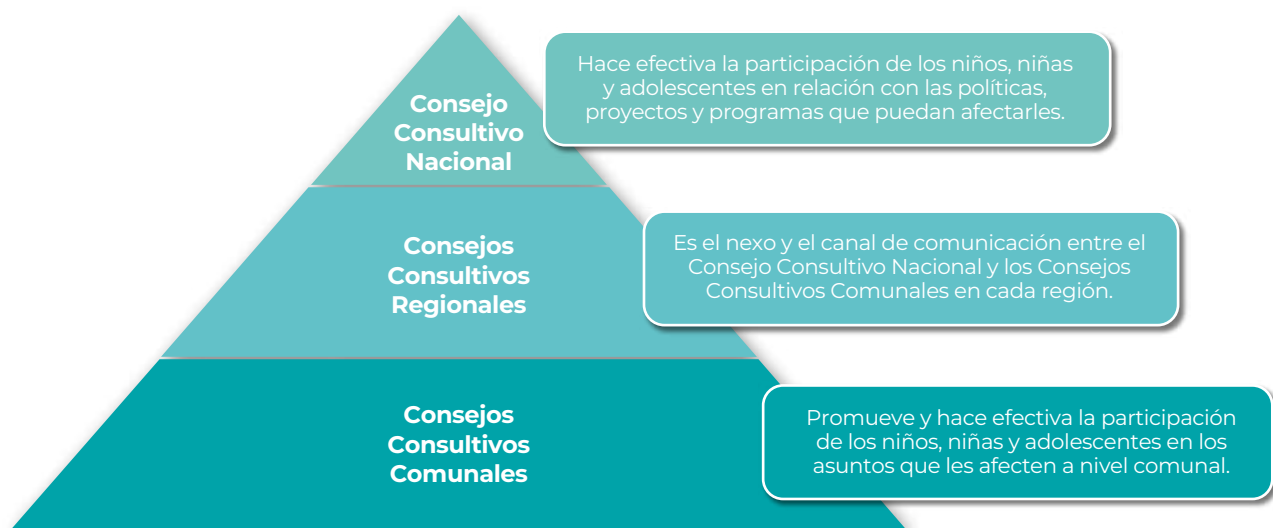 Consejo
Consultivo
Nacional
Hace efectiva la participación de los niños, niñas
y adolescentes en relación con las políticas,
proyectos y programas que puedan afectarles.
Consejos
Consultivos
Regionales
Es el nexo y el canal de comunicación entre el
Consejo Consultivo Nacional y los Consejos
Consultivos Comunales en cada región.
Consejos
Consultivos
Comunales
Promueve y hace efectiva la participación
de los niños, niñas y adolescentes en los
asuntos que les afecten a nivel comunal.